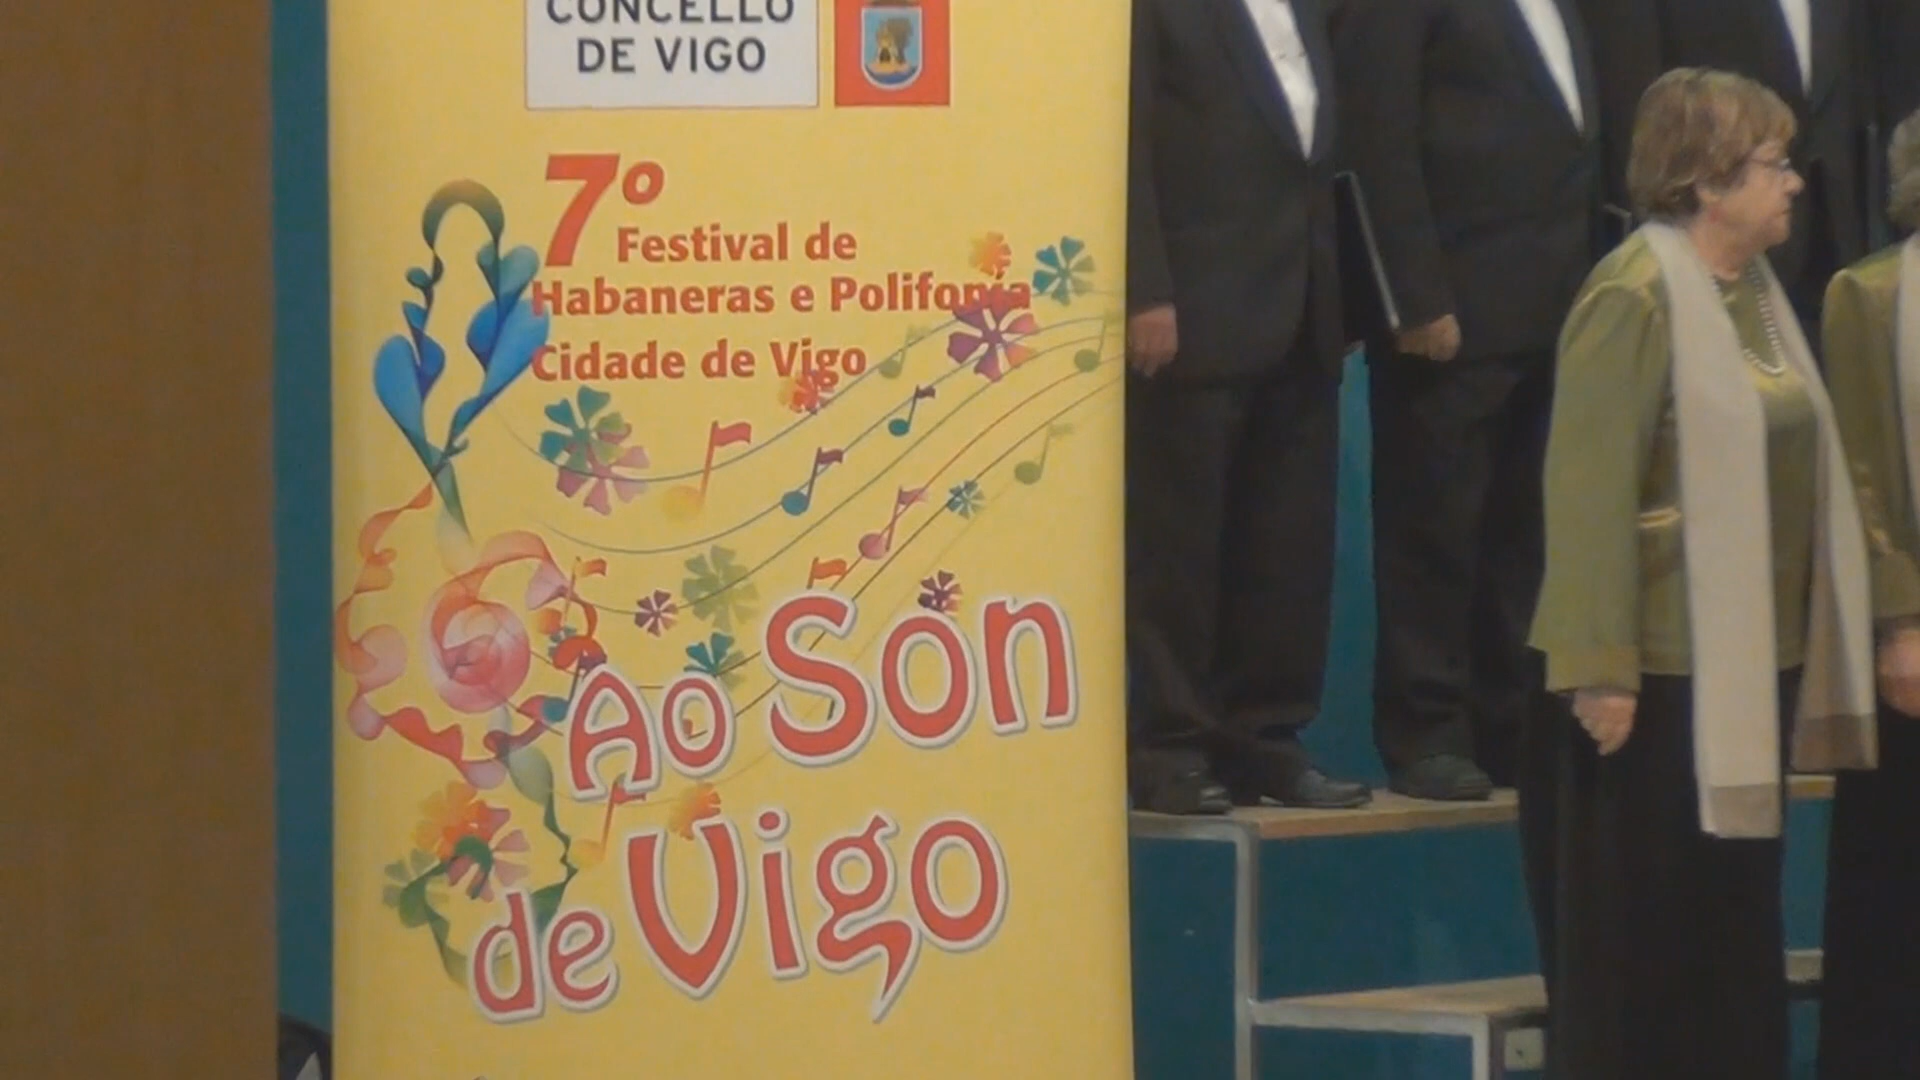 CONCELLO
DE VIGO
7º
Festival de
Habaneras e Polifonía
Cidade de Vigo
Ao Son
de Vigo